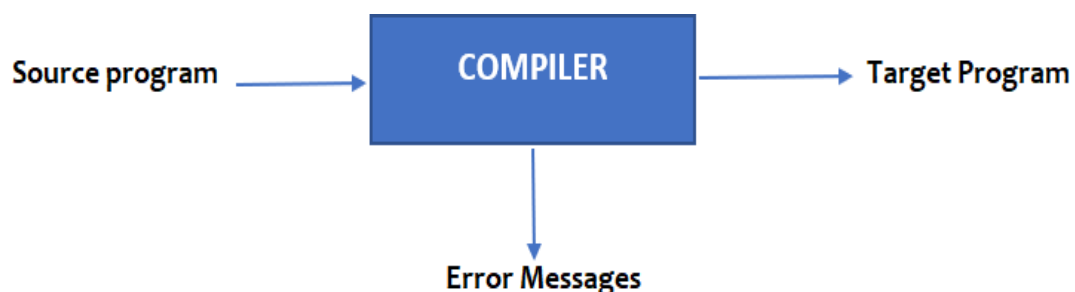 COMPILER
Source program
Target Program
Error Messages